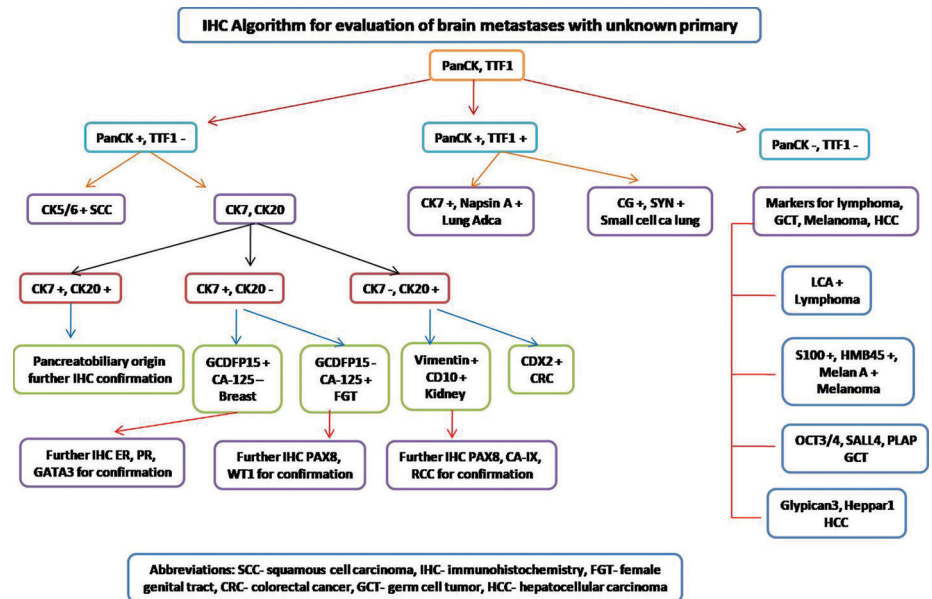 IHC Algorithm for evaluation of brain metastases with unknown primary
PanCK, TTF1
PanCK +, TTF1 -
PanCK +, TTF1 +
PanCK -, TTF1 -
CK5/6 + SCC
CK7, CK20
CK7 +, Napsin A +
Lung Adca
CG +, SYN +
Small cell ca lung
Markers for lymphoma,
GCT, Melanoma, HCC
CK7 +, CK20 +
CK7 +, CK20 -
CK7 -, CK20 +
LCA +
Lymphoma
Pancreatobiliary origin
further IHC confirmation
GCDFP15 +
CA-125 –
Breast
GCDFP15 -
CA-125 +
FGT
Vimentin +
CD10 +
Kidney
CDX2 +
CRC
S100 +, HMB45 +,
Melan A +
Melanoma
Further IHC ER, PR,
GATA3 for confirmation
Further IHC PAX8,
WT1 for confirmation
Further IHC PAX8, CA-IX,
RCC for confirmation
OCT3/4, SALL4, PLAP
GCT
Glypican3, Heppar1
HCC
Abbreviations: SCC- squamous cell carcinoma, IHC- immunohistochemistry, FGT- female
genital tract, CRC- colorectal cancer, GCT- germ cell tumor, HCC- hepatocellular carcinoma